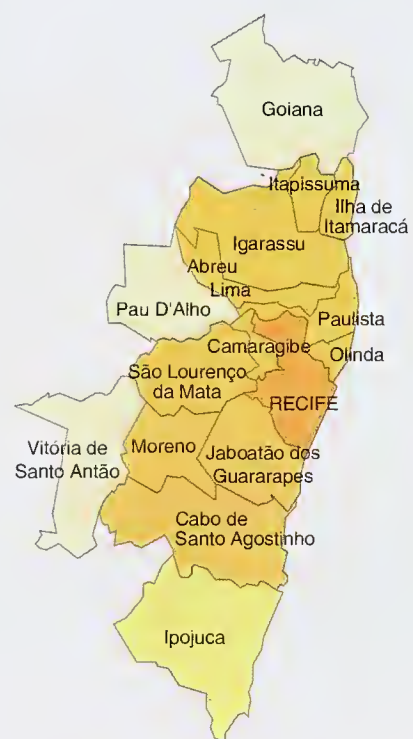 Goiana
Itapissuma
Ilha de
Itamaracá
Igarassu
Abreu
Lima
Pau D'Alho
Paulista
Camaragibe
Olinda
São Lourenço
da Mata
RECIFE
Vitória de
Santo Antão
Moreno
Jaboatão dos
Guararapes
Cabo de
Santo Agostinho
Ipojuca